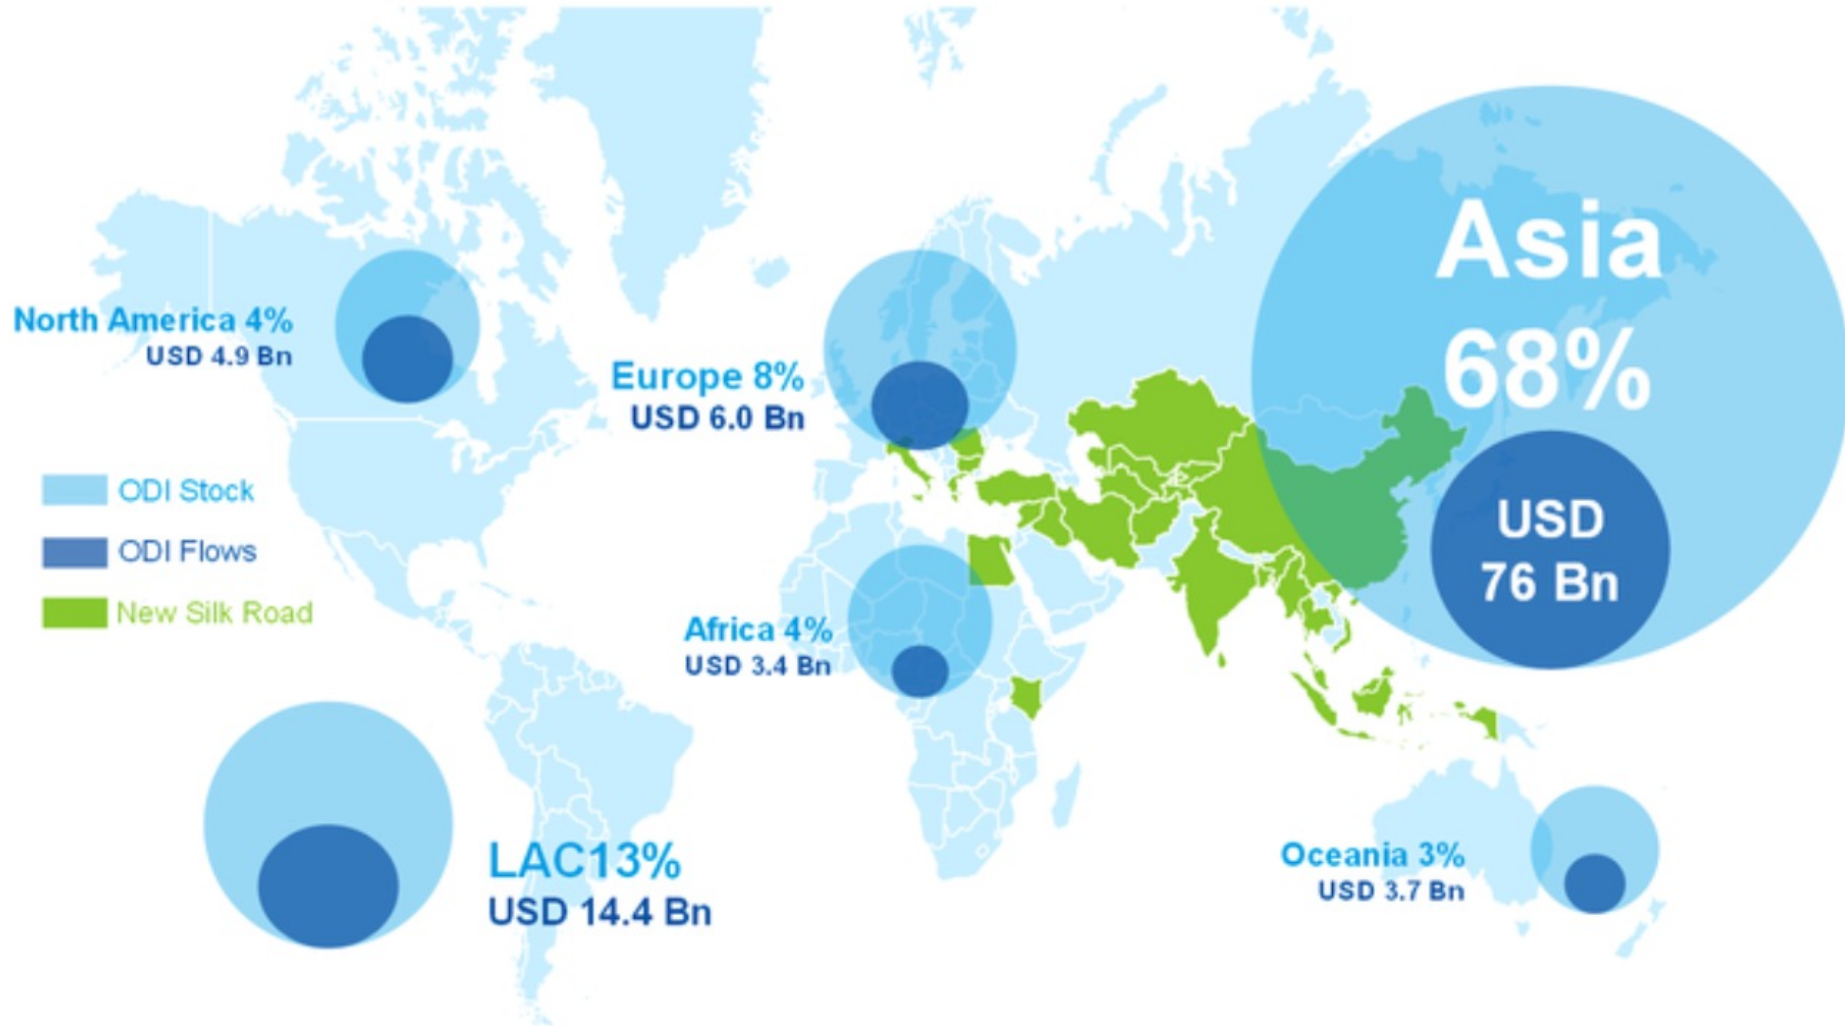 Asia
68%
USD
76 Bn
North America 4%
USD 4.9 Bn
Europe 8%
USD 6.0 Bn
ODI Stock
ODI Flows
New Silk Road
Africa 4%
USD 3.4 Bn
LAC13%
USD 14.4 Bn
Oceania 3%
USD 3.7 Bn